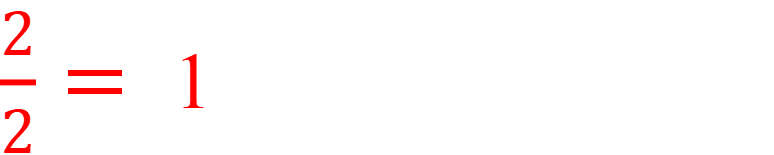 2/2 = 1